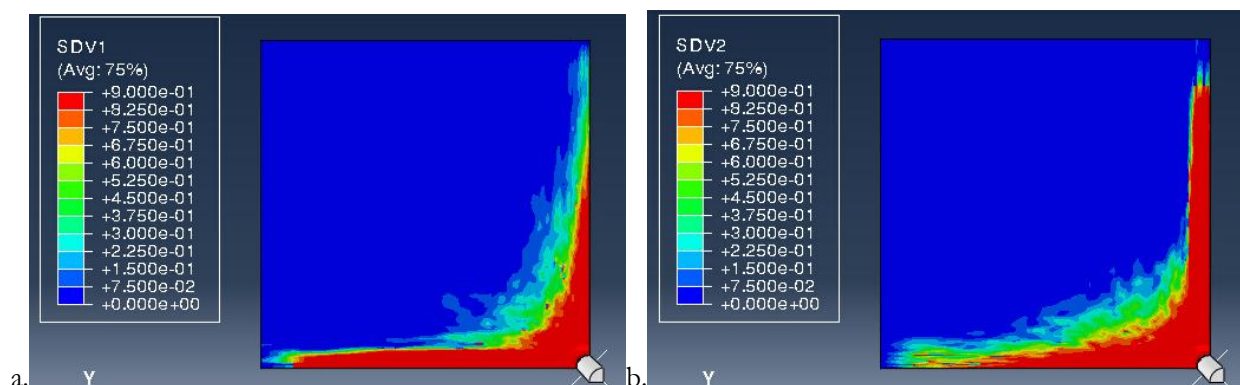 SDV1
(Avg: 75%)
+9.000e-01
+8.250e-01
+7.500e-01
+6.750e-01
+6.000e-01
+5.250e-01
+4.500e-01
+3.750e-01
+3.000e-01
+2.250e-01
+1.500e-01
+7.500e-02
+0.000e+00
Y
a.
SDV2
(Avg: 75%)
+9.000e-01
+8.250e-01
+7.500e-01
+6.750e-01
+6.000e-01
+5.250e-01
+4.500e-01
+3.750e-01
+3.000e-01
+2.250e-01
+1.500e-01
+7.500e-02
+0.000e+00
Y
b.